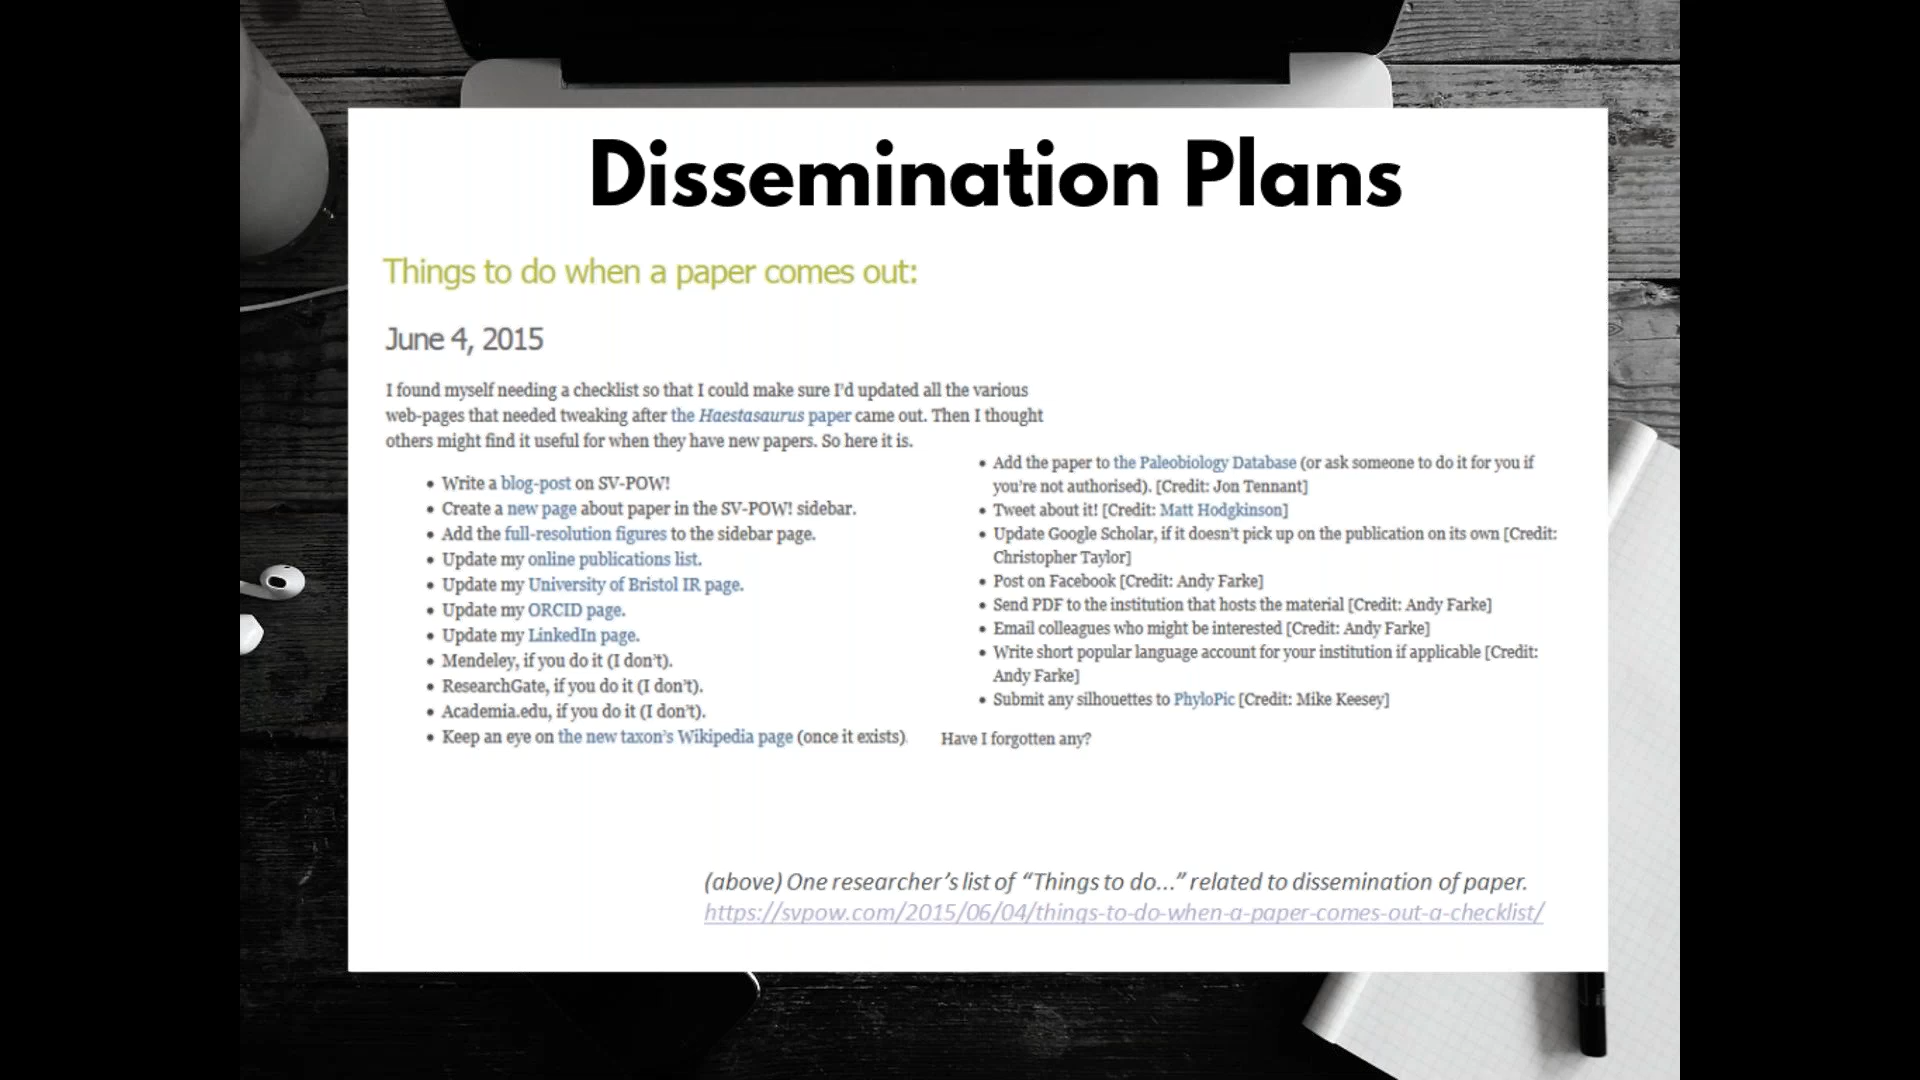 Dissemination Plans
Things to do when a paper comes out:
June 4, 2015
I found myself needing a checklist so that I could make sure I'd updated all the various
web-pages that needed tweaking after the Haestasaurus paper came out. Then I thought
others might find it useful for when they have new papers. So here it is.
• Write a blog-post on SV-POW!
• Create a new page about paper in the SV-POW! sidebar.
• Add the full-resolution figures to the sidebar page.
• Update my online publications list.
• Update my University of Bristol IR page.
• Update my ORCID page.
• Update my LinkedIn page.
• Mendeley, if you do it (I don't).
• ResearchGate, if you do it (I don't).
• Academia.edu, if you do it (I don't).
• Keep an eye on the new taxon's Wikipedia page (once it exists).
• Add the paper to the Paleobiology Database (or ask someone to do it for you if
you're not authorised). [Credit: Jon Tennant]
• Tweet about it! [Credit: Matt Hodgkinson]
• Update Google Scholar, if it doesn't pick up on the publication on its own [Credit:
Christopher Taylor]
• Post on Facebook [Credit: Andy Farke]
• Send PDF to the institution that hosts the material [Credit: Andy Farke]
• Email colleagues who might be interested [Credit: Andy Farke]
• Write short popular language account for your institution if applicable [Credit:
Andy Farke]
• Submit any silhouettes to PhyloPic [Credit: Mike Keesey]
Have I forgotten any?
(above) One researcher's list of "Things to do..." related to dissemination of paper.
https://svpow.com/2015/06/04/things-to-do-when-a-paper-comes-out-a-checklist/